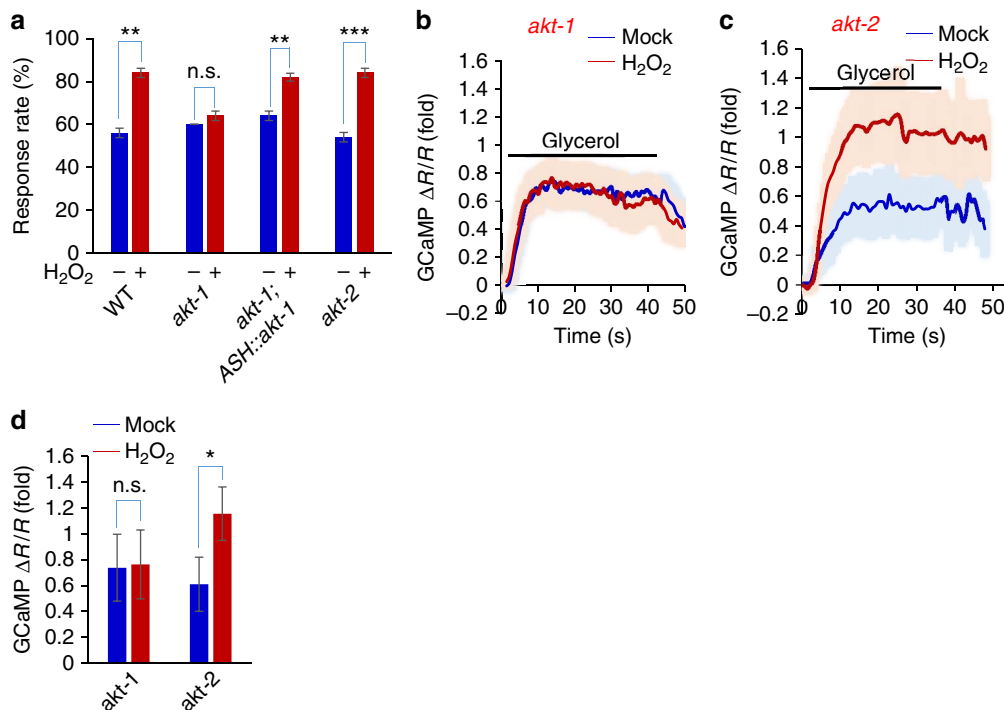 a
Response rate (%)
100
80
60
40
20
0
**
n.s.
**
***
H₂O₂
– +
– +
– +
– +
WT
akt-1
akt-1;
ASH::akt-1
akt-2
b
akt-1
Mock
H₂O₂
Glycerol
GCaMP ΔR/R (fold)
1.6
1.4
1.2
1
0.8
0.6
0.4
0.2
0
–0.2
0 10 20 30 40 50
Time (s)
c
akt-2
Mock
H₂O₂
Glycerol
GCaMP ΔR/R (fold)
1.6
1.4
1.2
1
0.8
0.6
0.4
0.2
0
–0.2
0 10 20 30 40 50
Time (s)
d
Mock
H₂O₂
GCaMP ΔR/R (fold)
1.6
1.4
1.2
1
0.8
0.6
0.4
0.2
0
n.s.
*
akt-1
akt-2